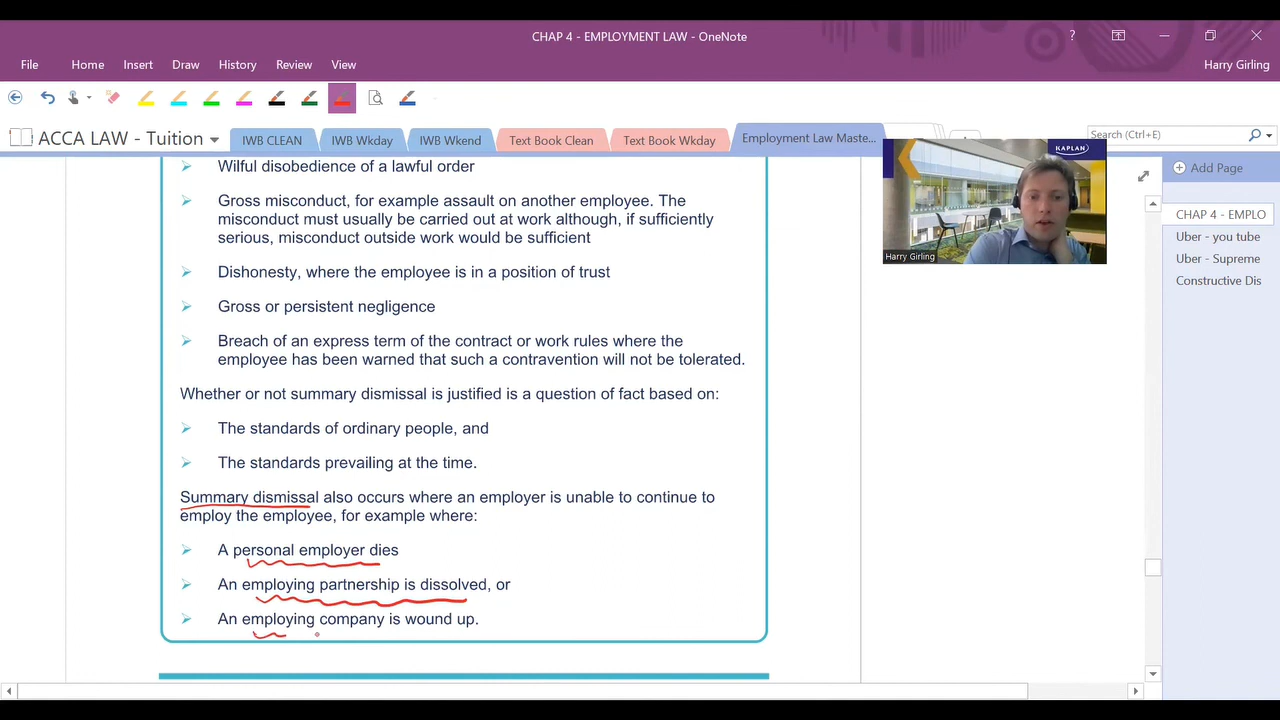 CHAP 4 - EMPLOYMENT LAW - OneNote
?
File Home Insert Draw History Review View
Harry Girling
ACCA LAW - Tuition
IWB CLEAN
IWB Wkday
IWB Wkend
Text Book Clean
Text Book Wkday
Employment Law Maste...
Search (Ctrl+E)
Wilful disobedience of a lawful order
Gross misconduct, for example assault on another employee. The
misconduct must usually be carried out at work although, if sufficiently
serious, misconduct outside work would be sufficient
Dishonesty, where the employee is in a position of trust
Gross or persistent negligence
Breach of an express term of the contract or work rules where the
employee has been warned that such a contravention will not be tolerated.
Whether or not summary dismissal is justified is a question of fact based on:
The standards of ordinary people, and
The standards prevailing at the time.
Summary dismissal also occurs where an employer is unable to continue to
employ the employee, for example where:
A personal employer dies
An employing partnership is dissolved, or
An employing company is wound up.
KAPLAN
Harry Girling
Add Page
CHAP 4 - EMPLO
Uber - you tube
Uber - Supreme
Constructive Dis